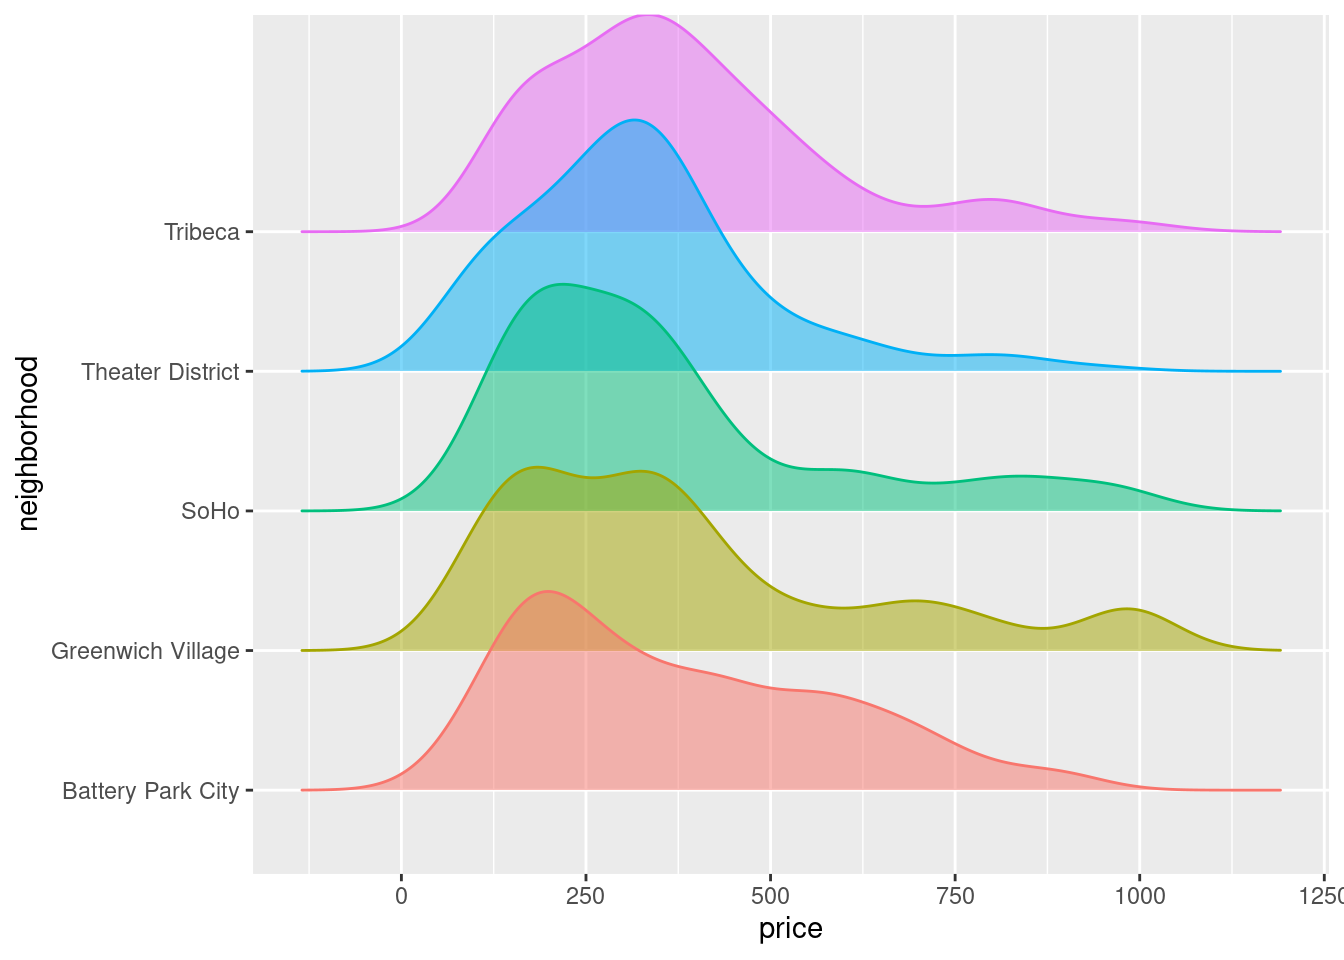 Tribeca
Theater District
SoHo
Greenwich Village
Battery Park City
neighborhood
0 250 500 750 1000 1250
price